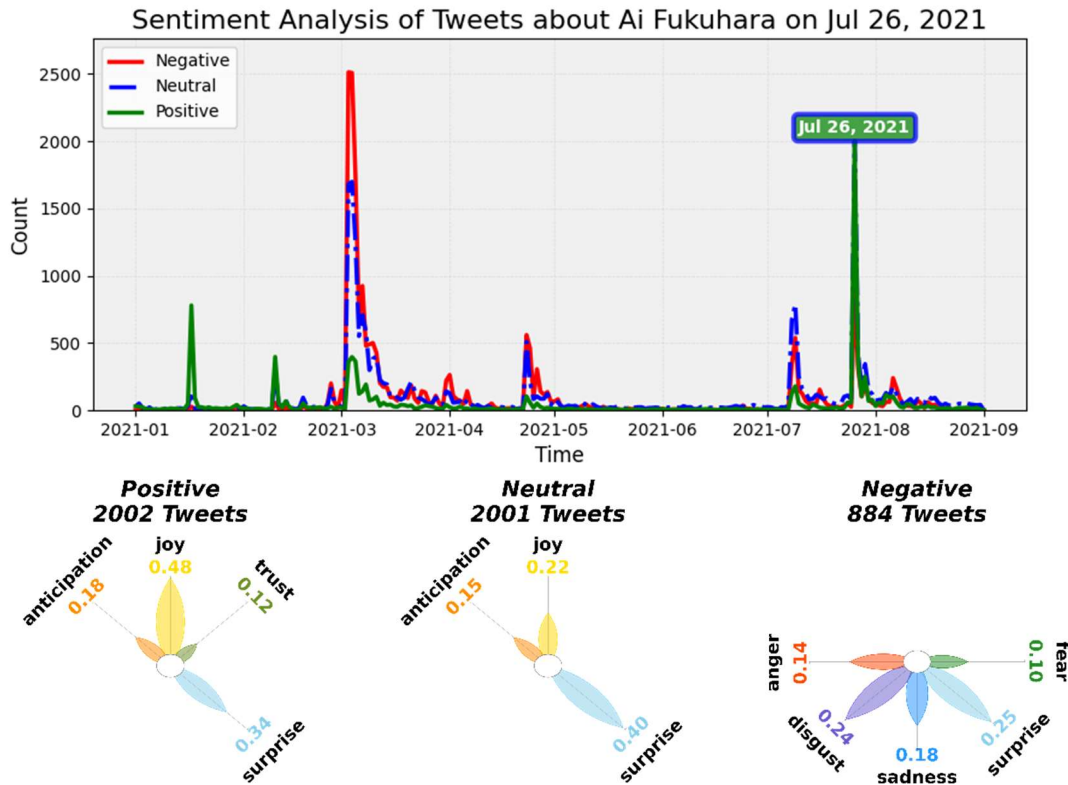 Sentiment Analysis of Tweets about Ai Fukuhara on Jul 26, 2021
Negative
Neutral
Positive
Jul 26, 2021
Count
2500
2000
1500
1000
500
0
2021-01 2021-02 2021-03 2021-04 2021-05 2021-06 2021-07 2021-08 2021-09
Time
Positive
2002 Tweets
joy
0.48
anticipation
0.18
trust
0.12
0.34
surprise
Neutral
2001 Tweets
joy
0.22
anticipation
0.15
0.40
surprise
Negative
884 Tweets
anger
0.14
fear
0.10
disgust
0.24
0.18
sadness
0.25
surprise